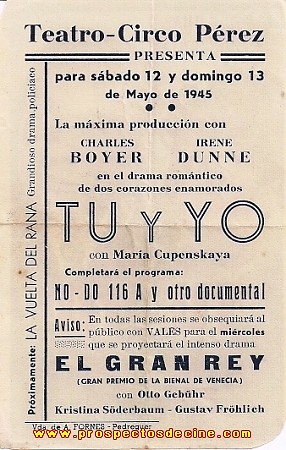 Teatro-Circo Pérez
PRESENTA
para sábado 12 y domingo 13
de Mayo de 1945
La máxima producción con
CHARLES BOYER
IRENE DUNNE
en el drama romántico
de dos corazones enamorados
TU Y YO
con María Cupenskaya
Completará el programa:
NO-DO 116 A y otro documental
Aviso: En todas las sesiones se obsequiará al
público con VALES para el miércoles
que se proyectará el intenso drama
EL GRAN REY
(GRAN PREMIO DE LA BIENAL DE VENECIA)
con Otto Gebühr
Kristina Söderbaum - Gustav Fröhlich
Próximamente: LA VUELTA DEL RANA Grandioso drama policiaco
Vda. de A. FORNES - Pedreguer
www.prospectosdecine.com